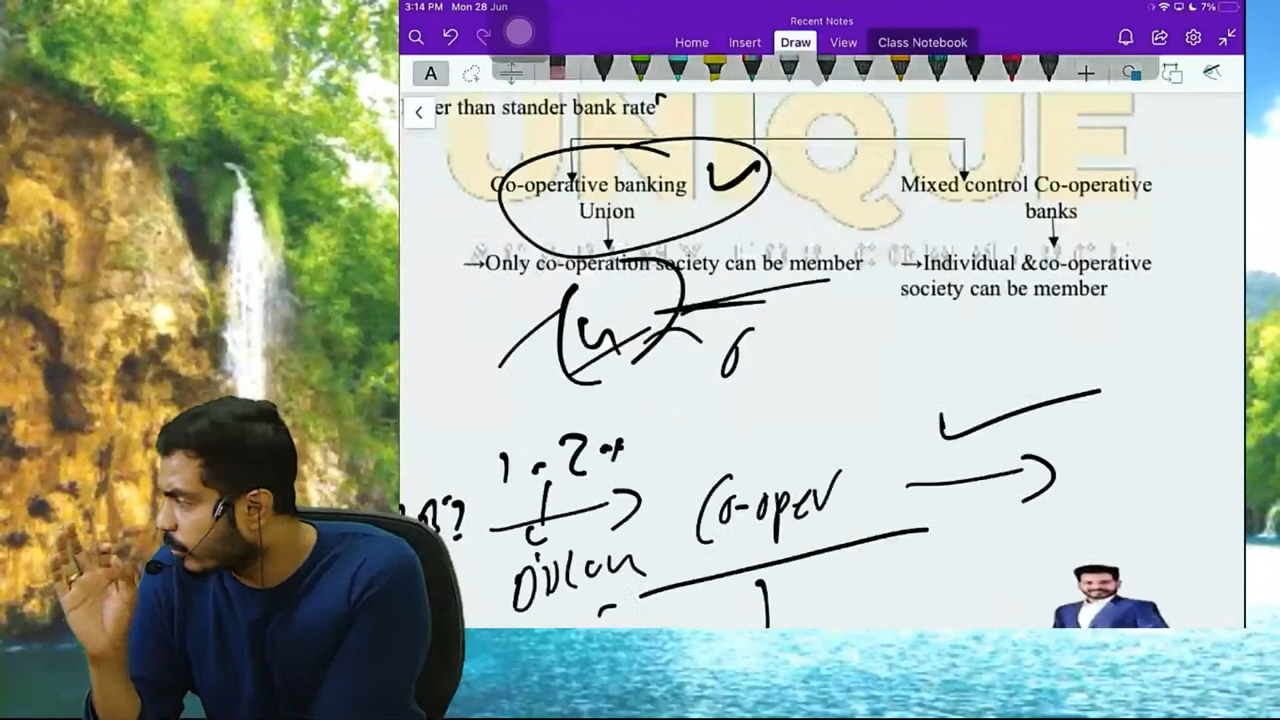 3:14 PM Mon 28 Jun
7%
Recent Notes
Home Insert Draw View Class Notebook
A
er than stander bank rate
UNIQUE
Co-operative banking
Union
Mixed control Co-operative
banks
→Only co-operation society can be member
→Individual &co-operative
society can be member
1 2
Co-oper